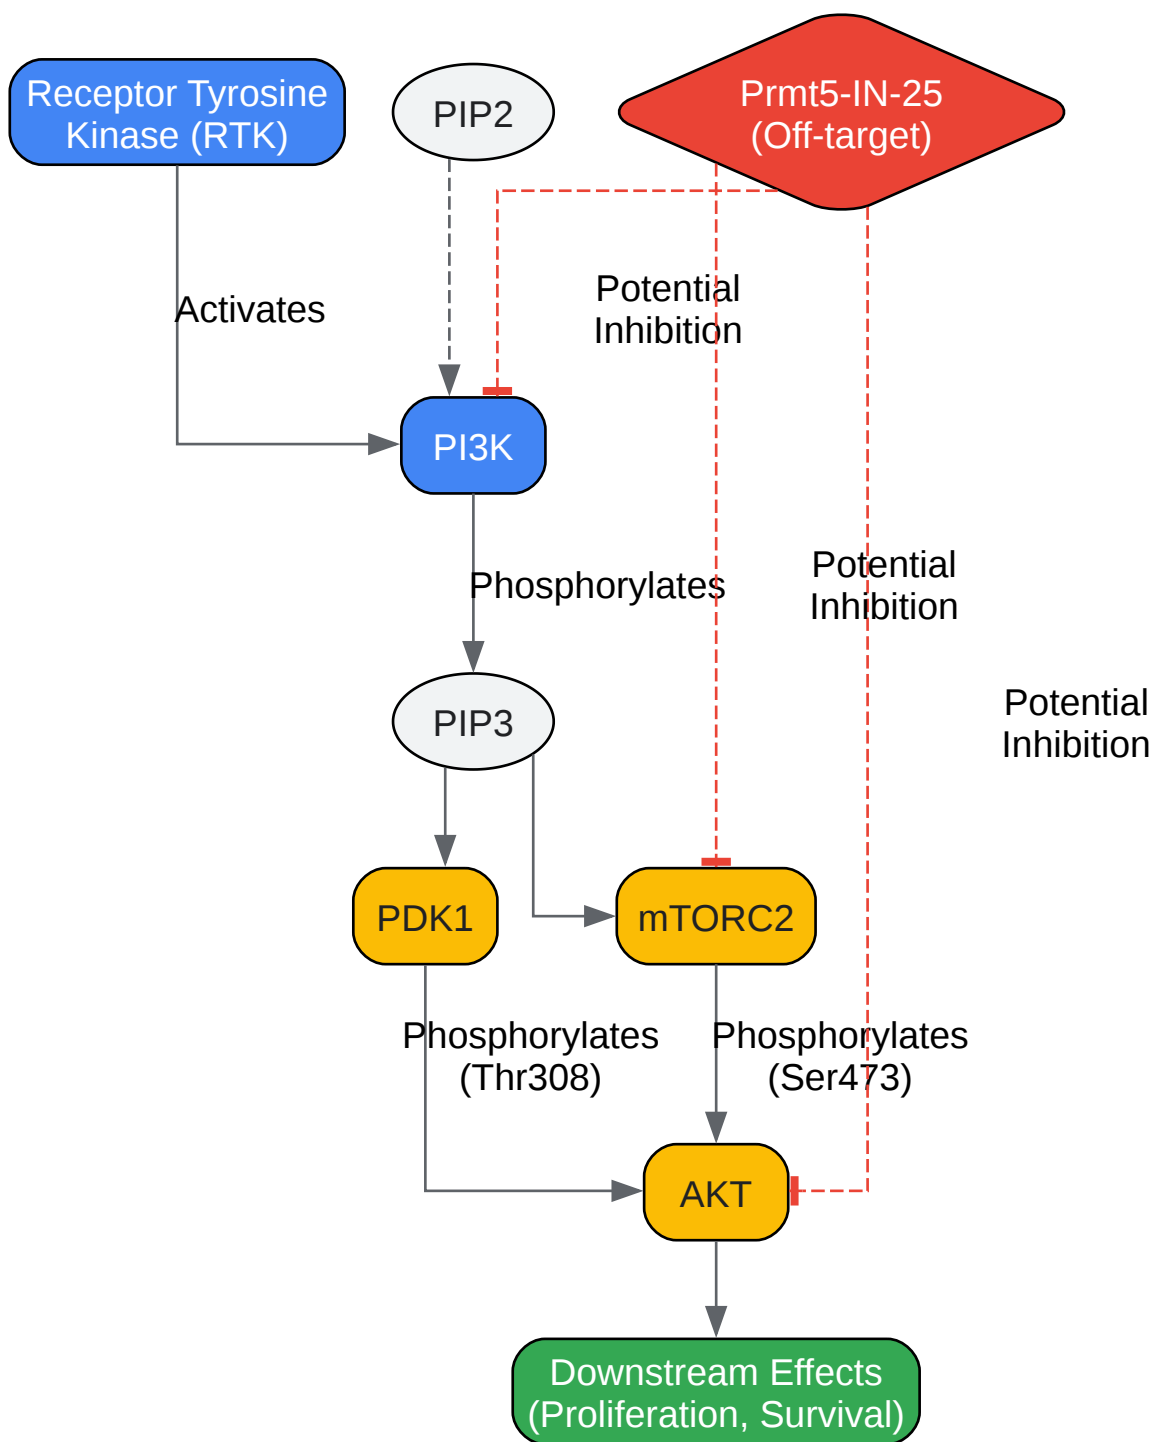 Receptor Tyrosine
Kinase (RTK)
PIP2
Prmt5-IN-25
(Off-target)
Activates
Potential
Inhibition
PI3K
Phosphorylates
Potential
Inhibition
Potential
Inhibition
PIP3
PDK1
mTORC2
Phosphorylates
(Thr308)
Phosphorylates
(Ser473)
AKT
Downstream Effects
(Proliferation, Survival)